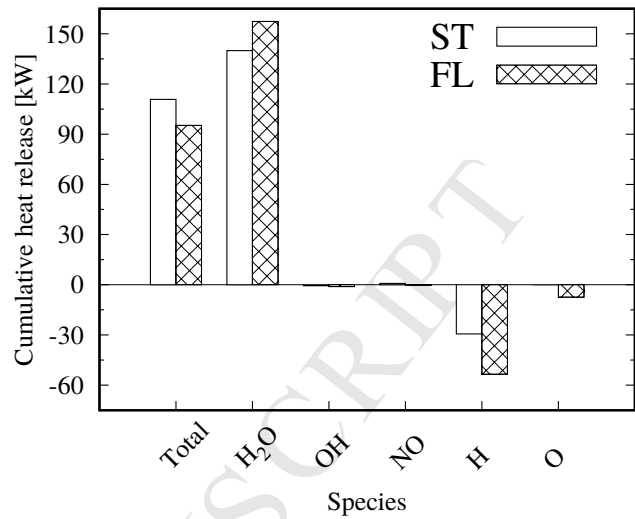 Cumulative heat release [kW]
150
120
90
60
30
0
-30
-60
ST
FL
Total
H₂O
OH
NO
H
O
Species
SCRIPT